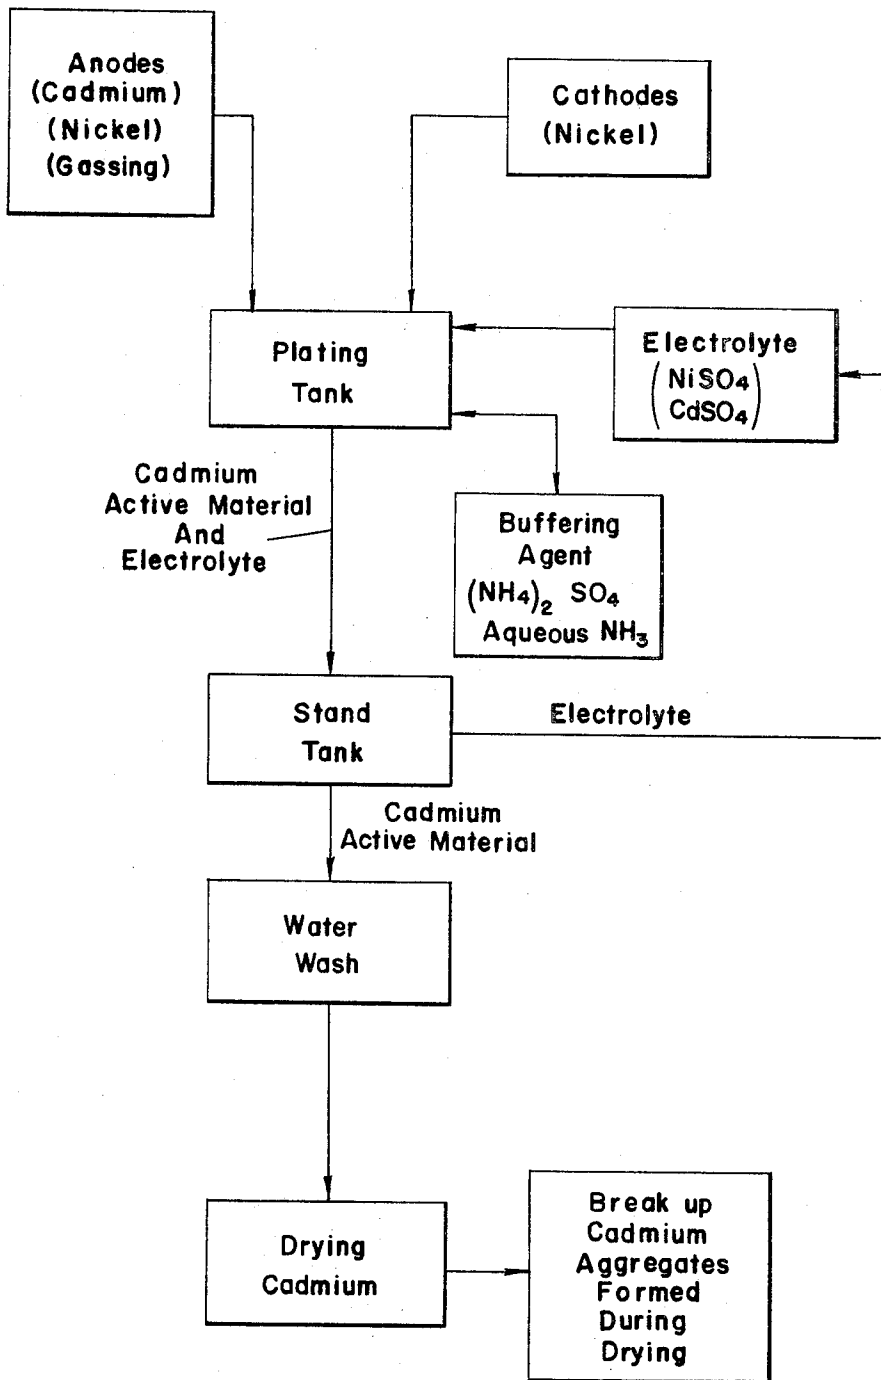 Anodes
(Cadmium)
(Nickel)
(Gassing)
Cathodes
(Nickel)
Plating
Tank
Electrolyte
(NiSO4
CdSO4)
Cadmium
Active Material
And
Electrolyte
Buffering
Agent
(NH4)2 SO4
Aqueous NH3
Stand
Tank
Electrolyte
Cadmium
Active Material
Water
Wash
Drying
Cadmium
Break up
Cadmium
Aggregates
Formed
During
Drying